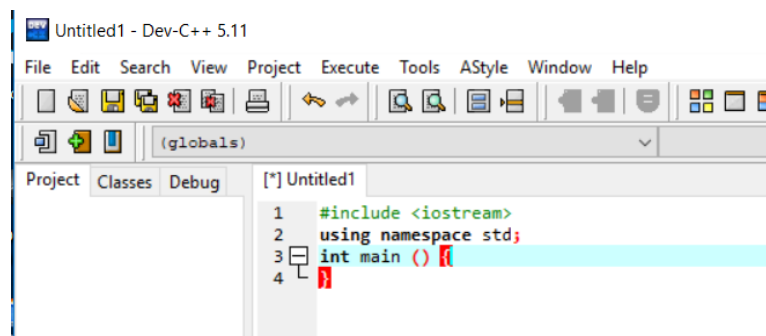 DEV
Untitled1 - Dev-C++ 5.11
File Edit Search View Project Execute Tools AStyle Window Help
(globals)
Project Classes Debug [*] Untitled1
1 #include <iostream>
2 using namespace std;
3 int main () {
4 }